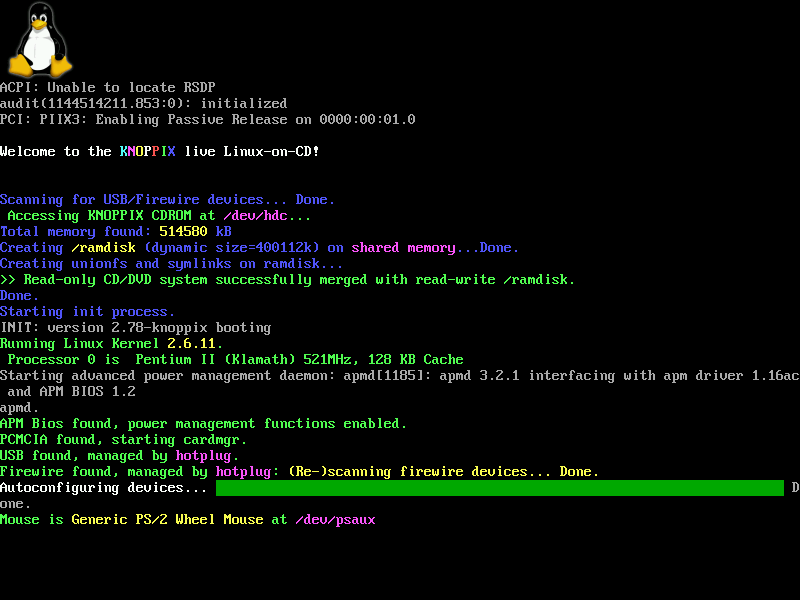 ACPI: Unable to locate RSDP
audit(1144514211.853:0): initialized
PCI: PIIX3: Enabling Passive Release on 0000:00:01.0
Welcome to the KNOPPIX live Linux-on-CD!
Scanning for USB/Firewire devices... Done.
Accessing KNOPPIX CDROM at /dev/hdc...
Total memory found: 514580 kB
Creating /ramdisk (dynamic size=400112k) on shared memory...Done.
Creating unionfs and symlinks on ramdisk...
>> Read-only CD/DVD system successfully merged with read-write /ramdisk.
Done.
Starting init process.
INIT: version 2.78-knoppix booting
Running Linux Kernel 2.6.11.
Processor 0 is  Pentium II (Klamath) 521MHz, 128 KB Cache
Starting advanced power management daemon: apmd[1185]: apmd 3.2.1 interfacing with apm driver 1.16ac
and APM BIOS 1.2
apmd.
APM Bios found, power management functions enabled.
PCMCIA found, starting cardmgr.
USB found, managed by hotplug.
Firewire found, managed by hotplug: (Re-)scanning firewire devices... Done.
Autoconfiguring devices... D
one.
Mouse is Generic PS/2 Wheel Mouse at /dev/psaux